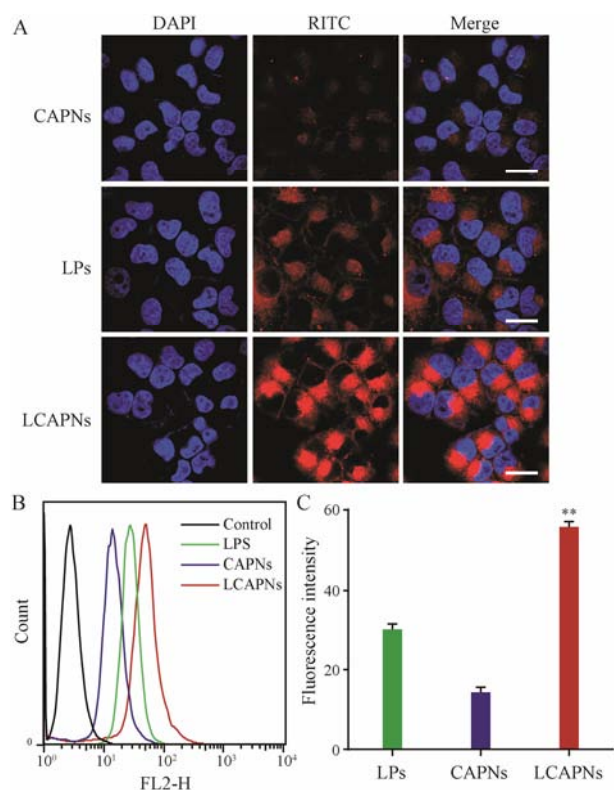 A
DAPI RITC Merge
CAPNs
LPs
LCAPNs
B
Control
LPS
CAPNs
LCAPNs
Count
0
10⁰ 10¹ 10² 10³ 10⁴
FL2-H
C
Fluorescence intensity
60
40
20
0
**
LPs CAPNs LCAPNs